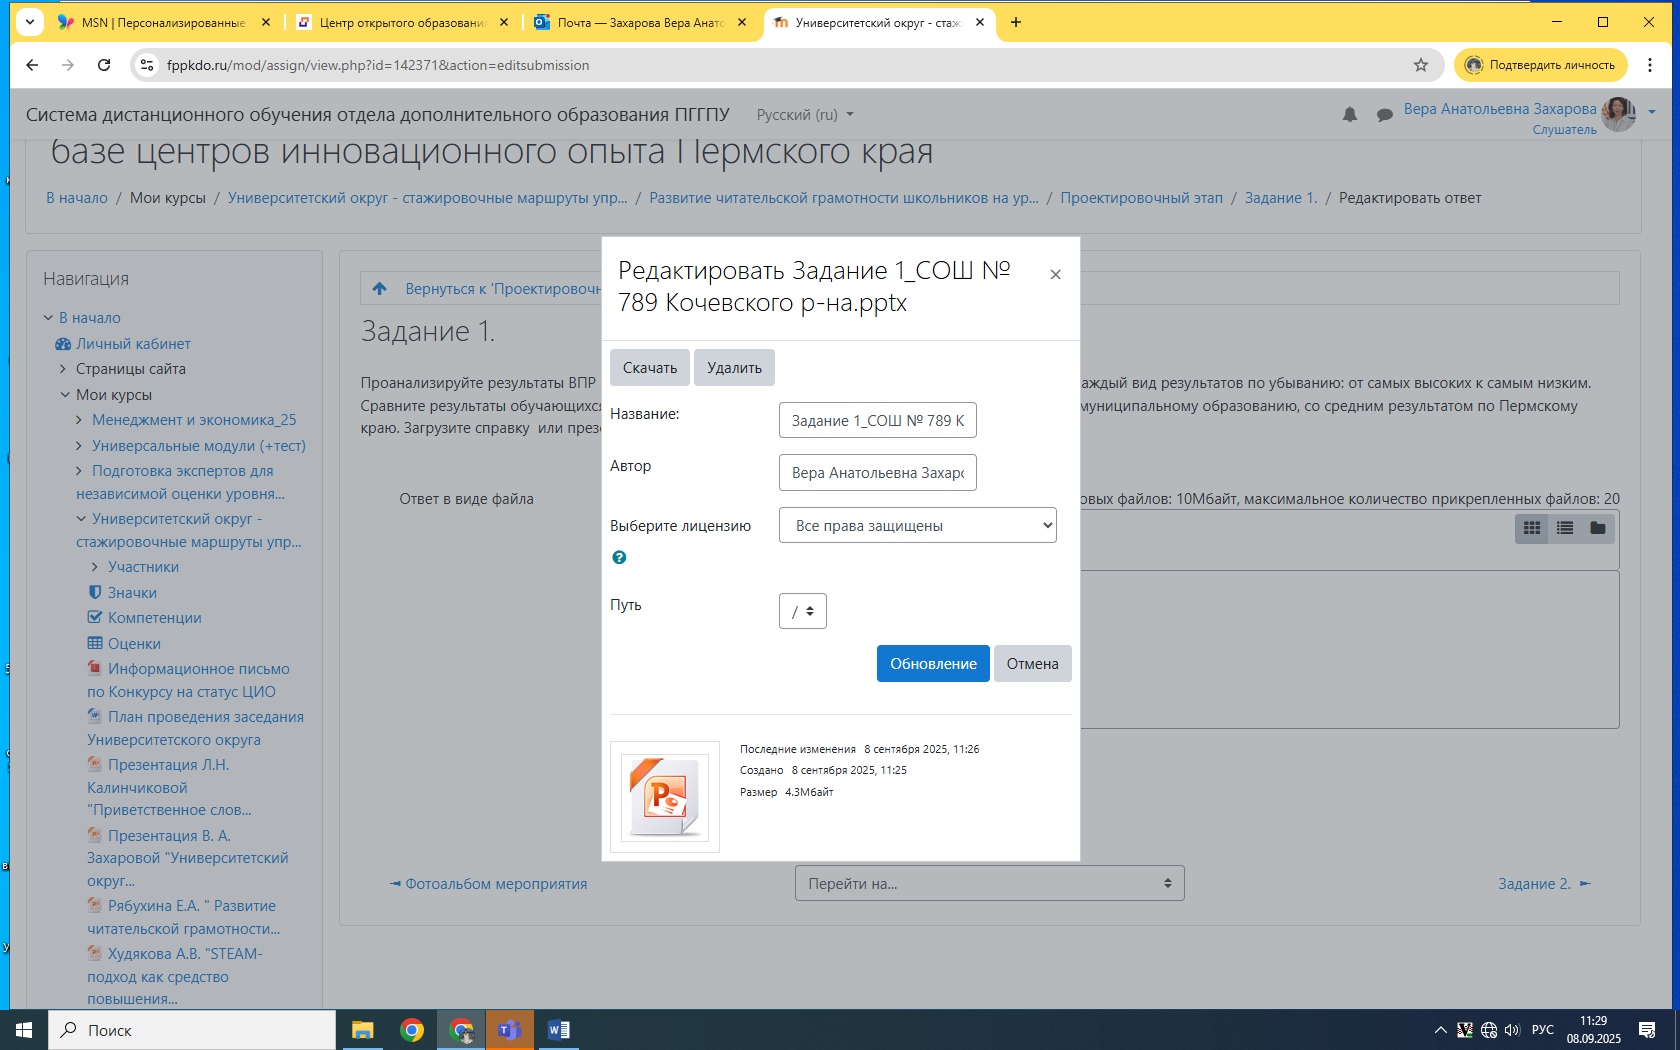 MSN | Персонализированные
Центр открытого образовани
Почта — Захарова Вера Анато
Университетский округ - стаж
fppkdo.ru/mod/assign/view.php?id=142371&action=editsubmission
Подтвердить личность
Система дистанционного обучения отдела дополнительного образования ПГГПУ
Русский (ru)
Вера Анатольевна Захарова
Слушатель
базе центров инновационного опыта Пермского края
В начало / Мои курсы / Университетский округ - стажировочные маршруты упр... / Развитие читательской грамотности школьников на ур... / Проектировочный этап / Задание 1. / Редактировать ответ
Навигация
В начало
Личный кабинет
Страницы сайта
Мои курсы
Менеджмент и экономика_25
Универсальные модули (+тест)
Подготовка экспертов для
независимой оценки уровня...
Университетский округ -
стажировочные маршруты упр...
Участники
Значки
Компетенции
Оценки
Информационное письмо
по Конкурсу на статус ЦИО
План проведения заседания
Университетского округа
Презентация Л.Н.
Калинчиковой
"Приветственное слов...
Презентация В. А.
Захаровой "Университетский
округ...
Рябухина Е.А. " Развитие
читательской грамотности...
Худякова А.В. "STEAM-
подход как средство
повышения...
Вернуться к 'Проектировочн
Задание 1.
Проанализируйте результаты ВПР
аждый вид результатов по убыванию: от самых высоких к самым низким.
Сравните результаты обучающихс
муниципальному образованию, со средним результатом по Пермскому
краю. Загрузите справку или през
Ответ в виде файла
овых файлов: 10Мбайт, максимальное количество прикрепленных файлов: 20
Редактировать Задание 1_СОШ №
789 Кочевского р-на.pptx
×
Скачать
Удалить
Название:
Задание 1_СОШ № 789 К
Автор
Вера Анатольевна Захаро
Выберите лицензию
Все права защищены
Путь
/
Обновление
Отмена
Последние изменения 8 сентября 2025, 11:26
Создано 8 сентября 2025, 11:25
Размер 4.3Мбайт
Фотоальбом мероприятия
Перейти на...
Задание 2.
Поиск
РУС
11:29
08.09.2025